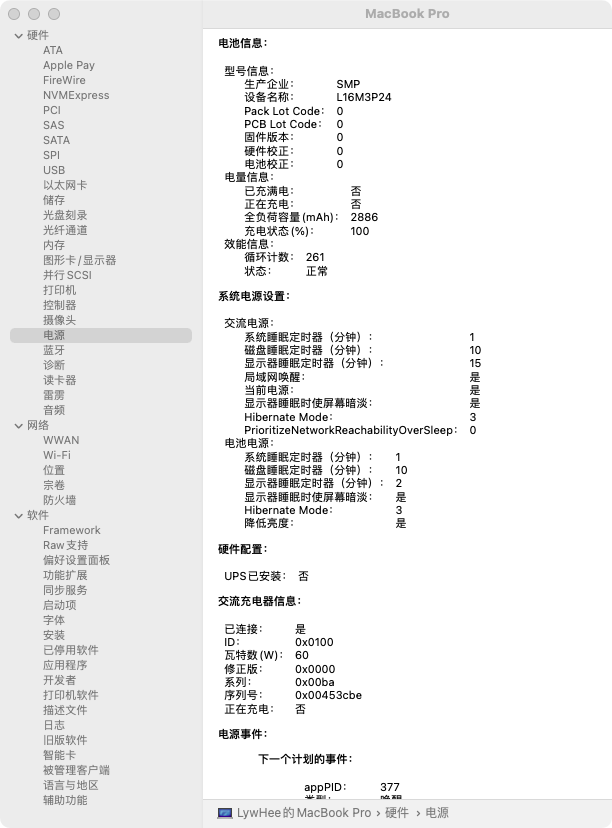 MacBook Pro
硬件
ATA
Apple Pay
FireWire
NVMExpress
PCI
SAS
SATA
SPI
USB
以太网卡
储存
光盘刻录
光纤通道
内存
图形卡/显示器
并行SCSI
打印机
控制器
摄像头
电源
蓝牙
诊断
读卡器
雷雳
音频
网络
WWAN
Wi-Fi
位置
宗卷
防火墙
软件
Framework
Raw支持
偏好设置面板
功能扩展
同步服务
启动项
字体
安装
已停用软件
应用程序
开发者
打印机软件
描述文件
日志
旧版软件
智能卡
被管理客户端
语言与地区
辅助功能
电池信息:
型号信息:
生产企业: SMP
设备名称: L16M3P24
Pack Lot Code: 0
PCB Lot Code: 0
固件版本: 0
硬件校正: 0
电池校正: 0
电量信息:
已充满电: 否
正在充电: 否
全负荷容量(mAh): 2886
充电状态(%): 100
效能信息:
循环计数: 261
状态: 正常
系统电源设置:
交流电源:
系统睡眠定时器（分钟）: 1
磁盘睡眠定时器（分钟）: 10
显示器睡眠定时器（分钟）: 15
局域网唤醒: 是
当前电源: 是
显示器睡眠时使屏幕暗淡: 是
Hibernate Mode: 3
PrioritizeNetworkReachabilityOverSleep: 0
电池电源:
系统睡眠定时器（分钟）: 1
磁盘睡眠定时器（分钟）: 10
显示器睡眠定时器（分钟）: 2
显示器睡眠时使屏幕暗淡: 是
Hibernate Mode: 3
降低亮度: 是
硬件配置:
UPS已安装: 否
交流充电器信息:
已连接: 是
ID: 0x0100
瓦特数(W): 60
修正版: 0x0000
系列: 0x00ba
序列号: 0x00453cbe
正在充电: 否
电源事件:
下一个计划的事件:
appPID: 377
类型: 唤醒
LywHee的MacBook Pro › 硬件 › 电源